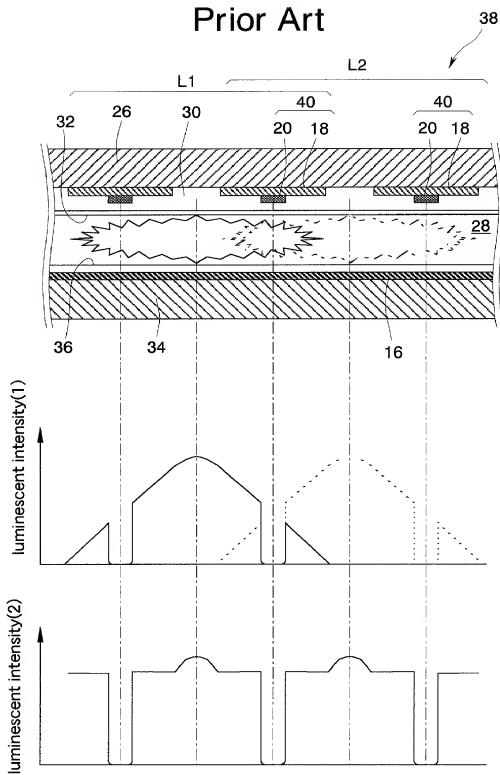 Prior Art
38
L1
L2
40
40
32
26
30
20
18
20
18
28
36
34
16
luminescent intensity(1)
luminescent intensity(2)